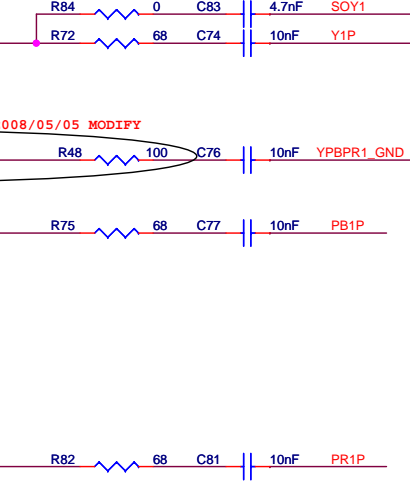 R84 0 C83 4.7nF SOY1
R72 68 C74 10nF Y1P
008/05/05 MODIFY
R48 100 C76 10nF YPBPR1_GND
R75 68 C77 10nF PB1P
R82 68 C81 10nF PR1P